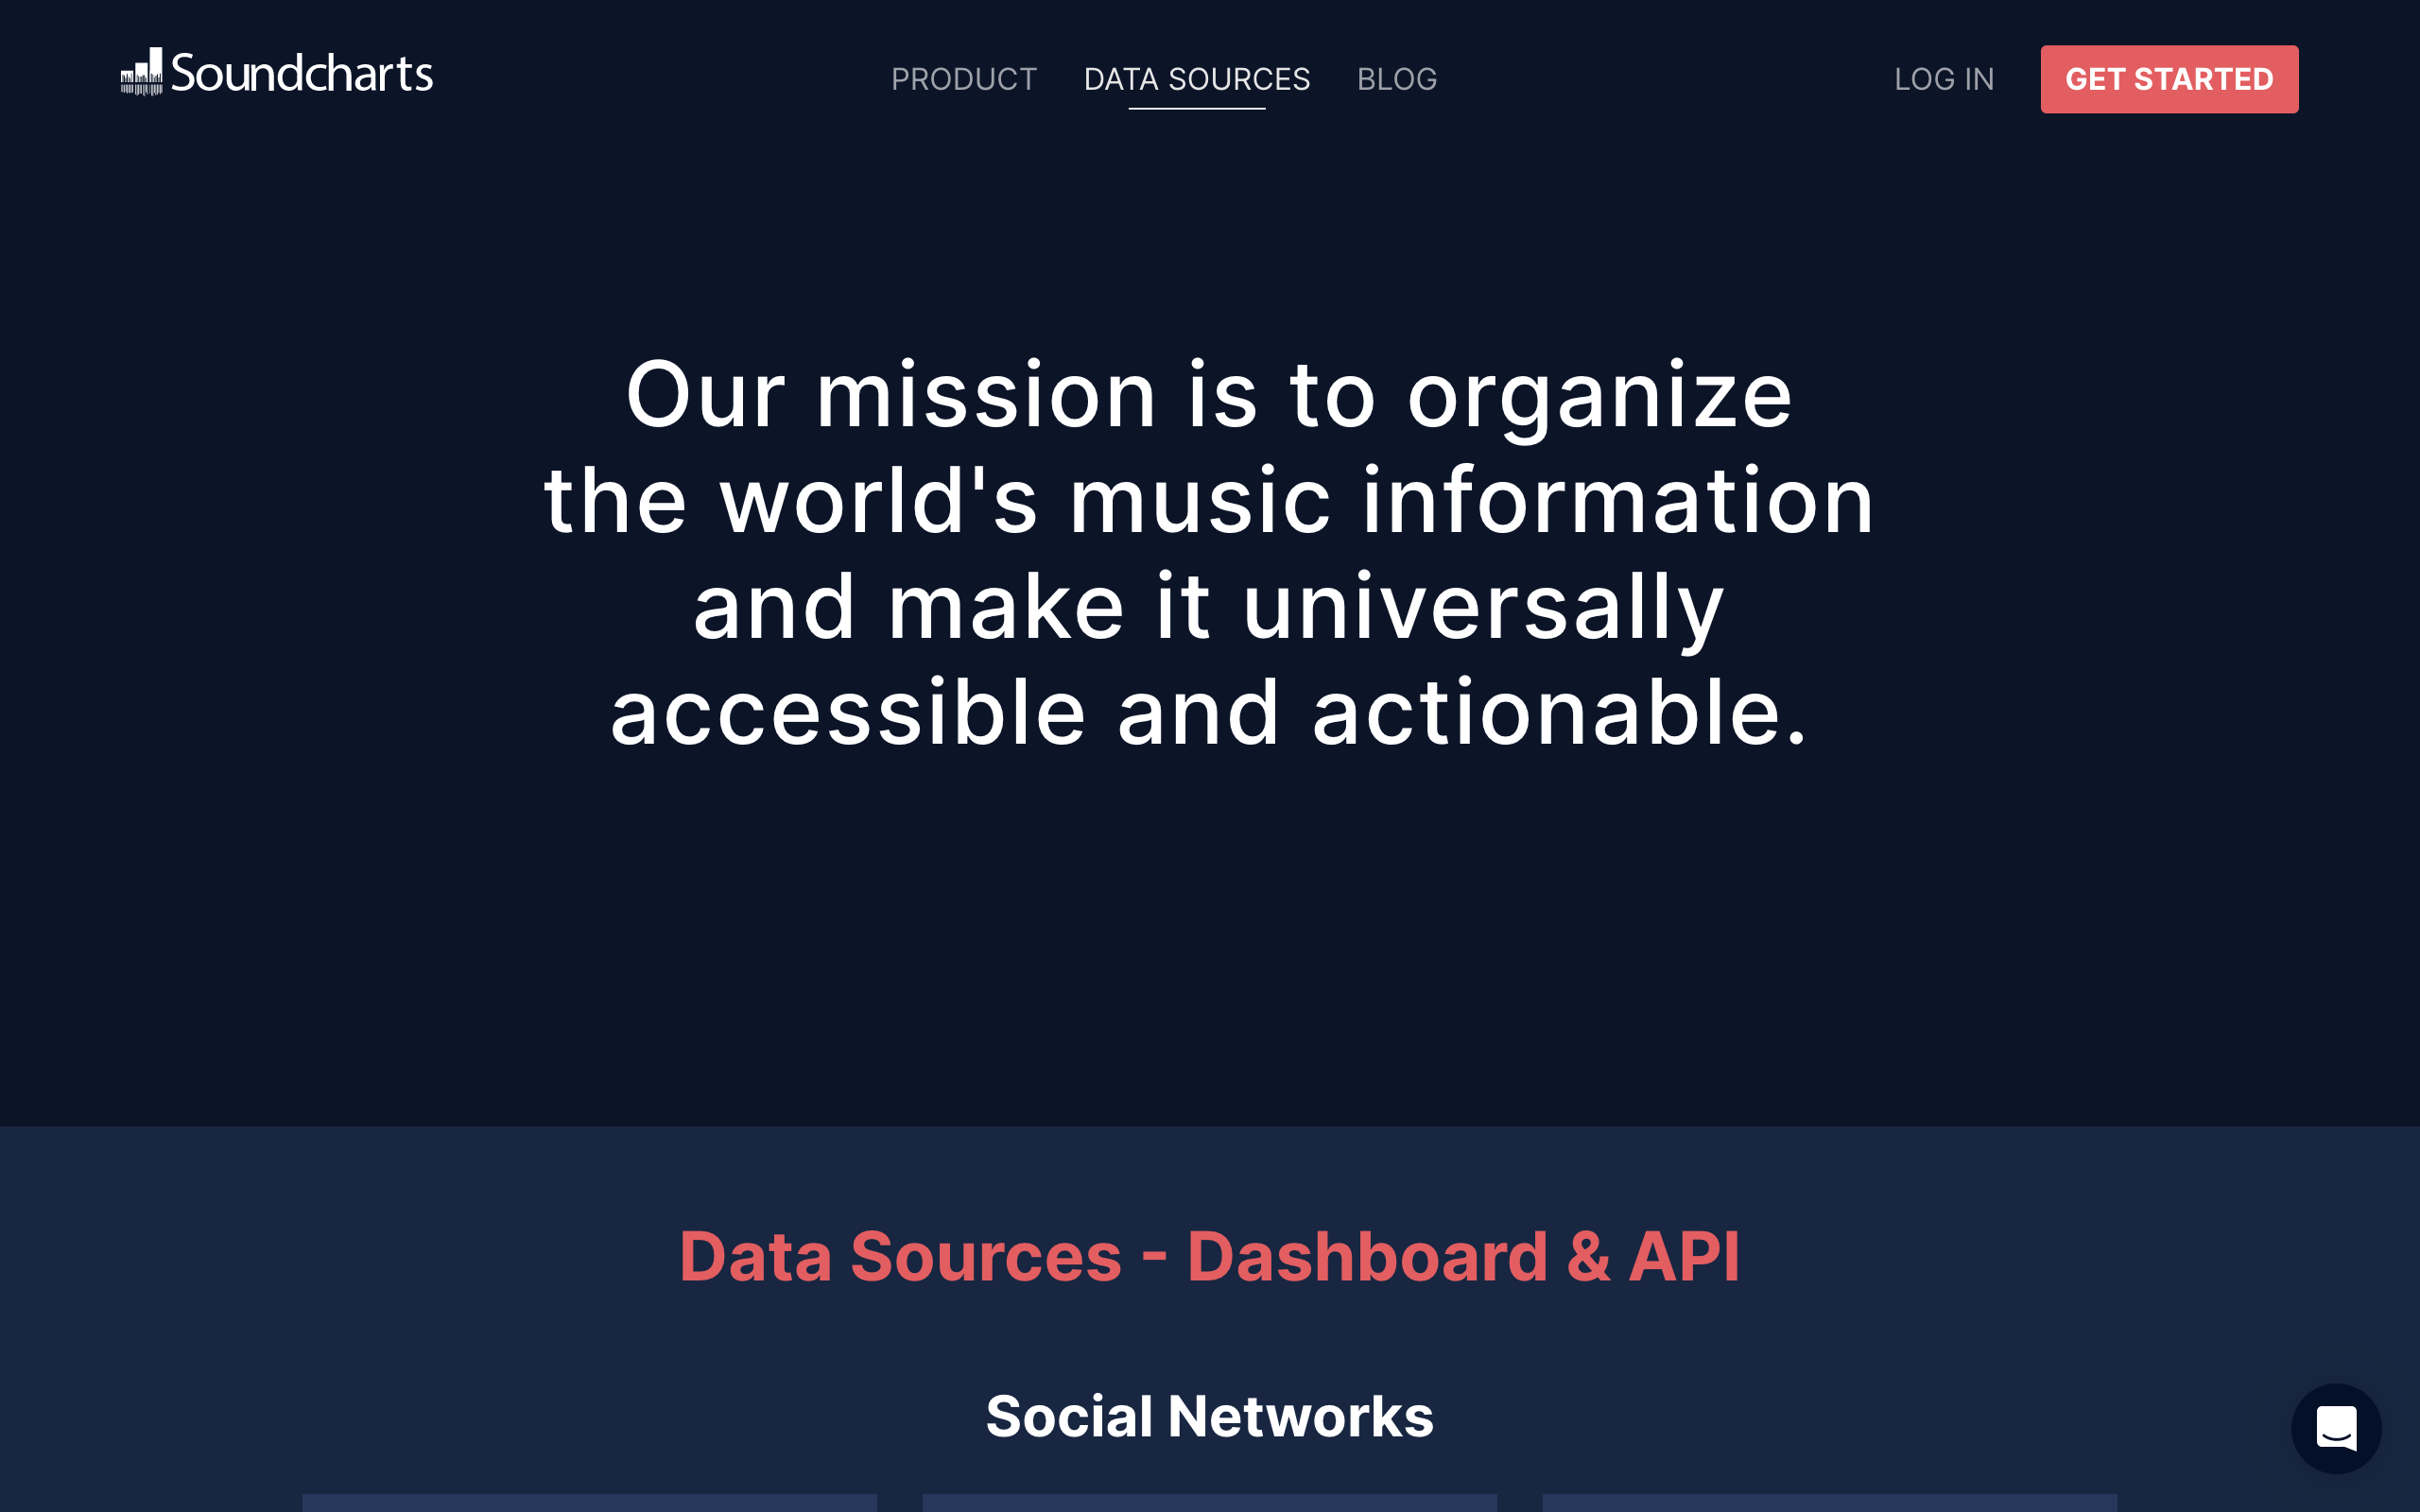 Soundcharts
PRODUCT
DATA SOURCES
BLOG
LOG IN
GET STARTED
Our mission is to organize
the world's music information
and make it universally
accessible and actionable.
Data Sources - Dashboard & API
Social Networks